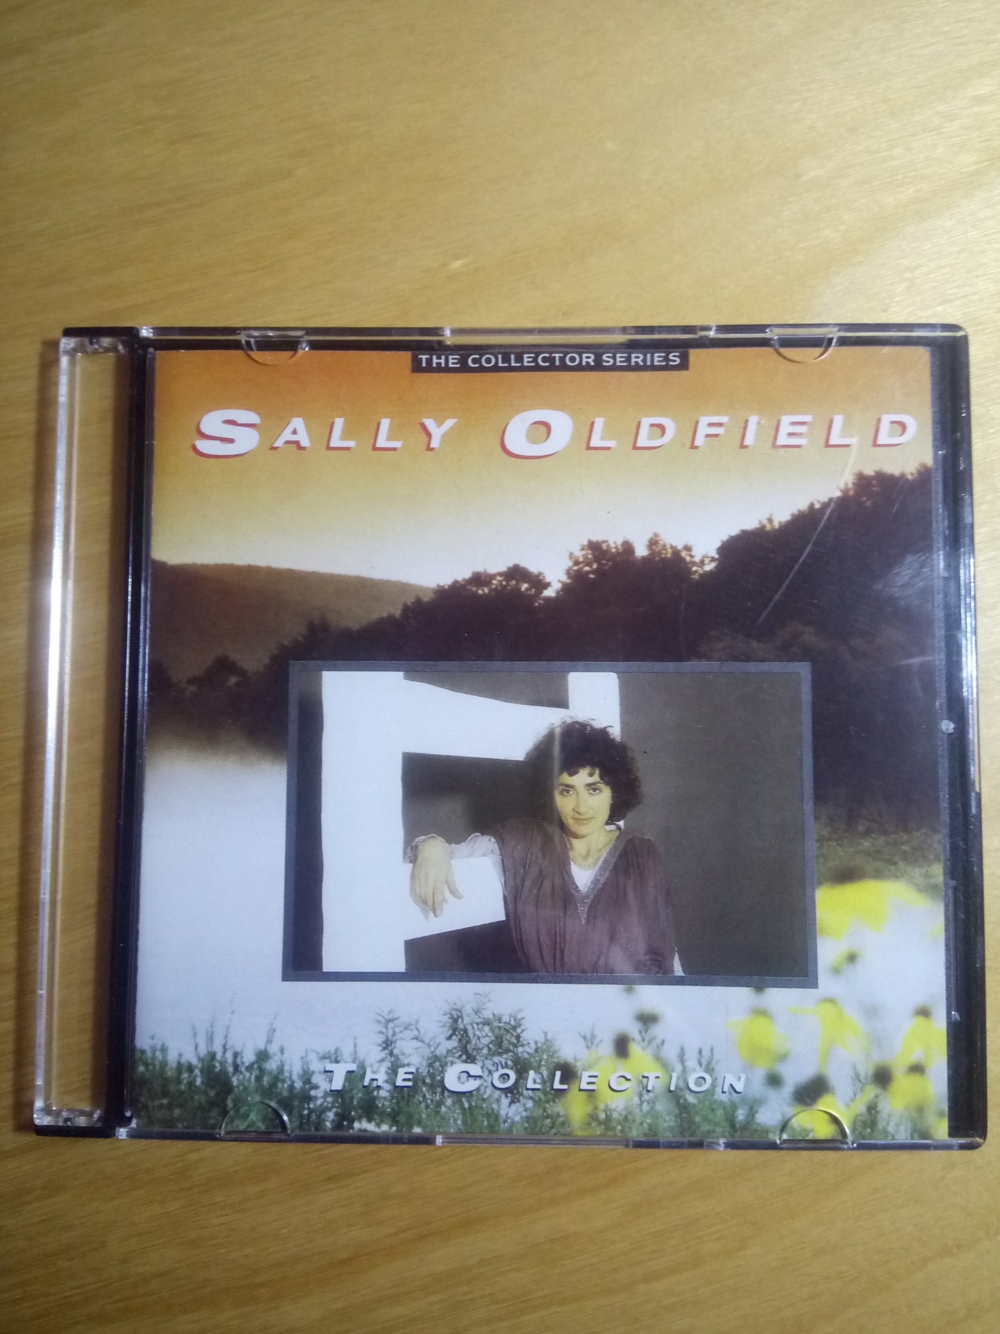 THE COLLECTOR SERIES
SALLY OLDFIELD
THE COLLECTION